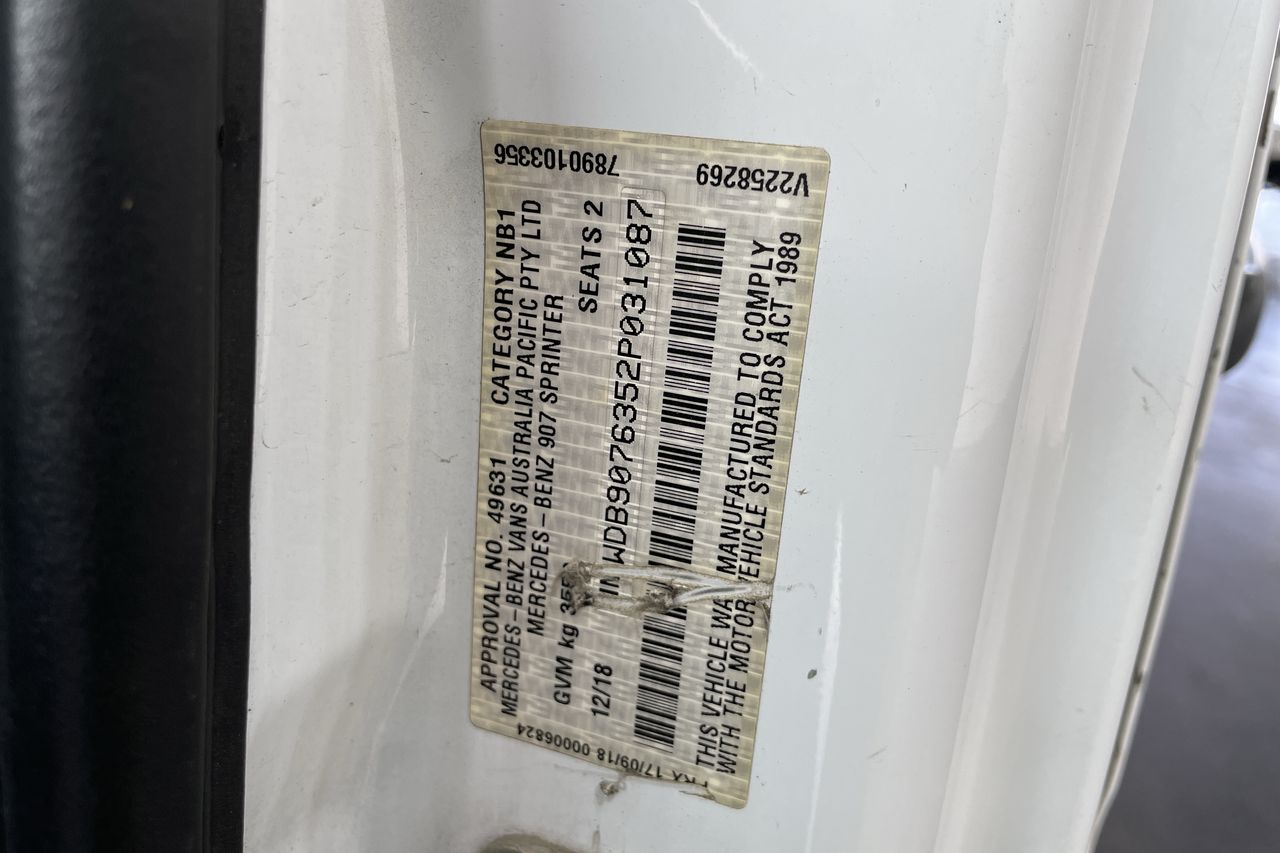 APPROVAL NO. 49631 CATEGORY NB1
MERCEDES-BENZ VANS AUSTRALIA PACIFIC PTY LTD
MERCEDES-BENZ 907 SPRINTER
GVM kg SEATS 2
12/18 WDB9076352P031087
THIS VEHICLE MANUFACTURED TO COMPLY
WITH THE MOTOR VEHICLE STANDARDS ACT 1989
7890103356
V2258269
17/09/18 00006824